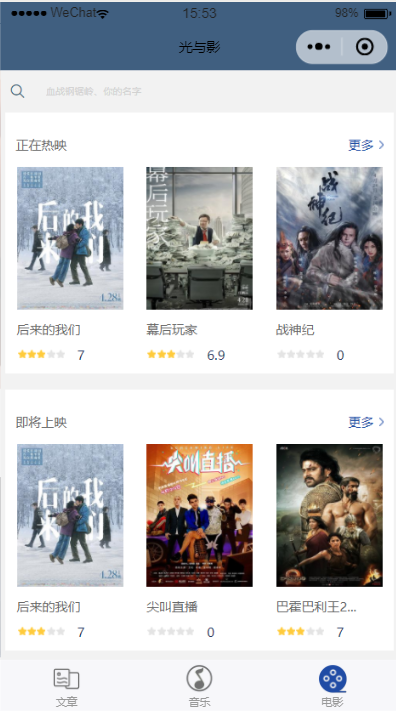 WeChat 15:53 98%
光与影
血战钢锯岭、你的名字
正在热映 更多
后来的我们
4.28
幕后玩家
战神纪
后来的我们 幕后玩家 战神纪
7 6.9 0
即将上映 更多
后来的我们
4.28
尖叫直播
后来的我们 尖叫直播 巴霍巴利王2...
7 0 7
文章 音乐 电影